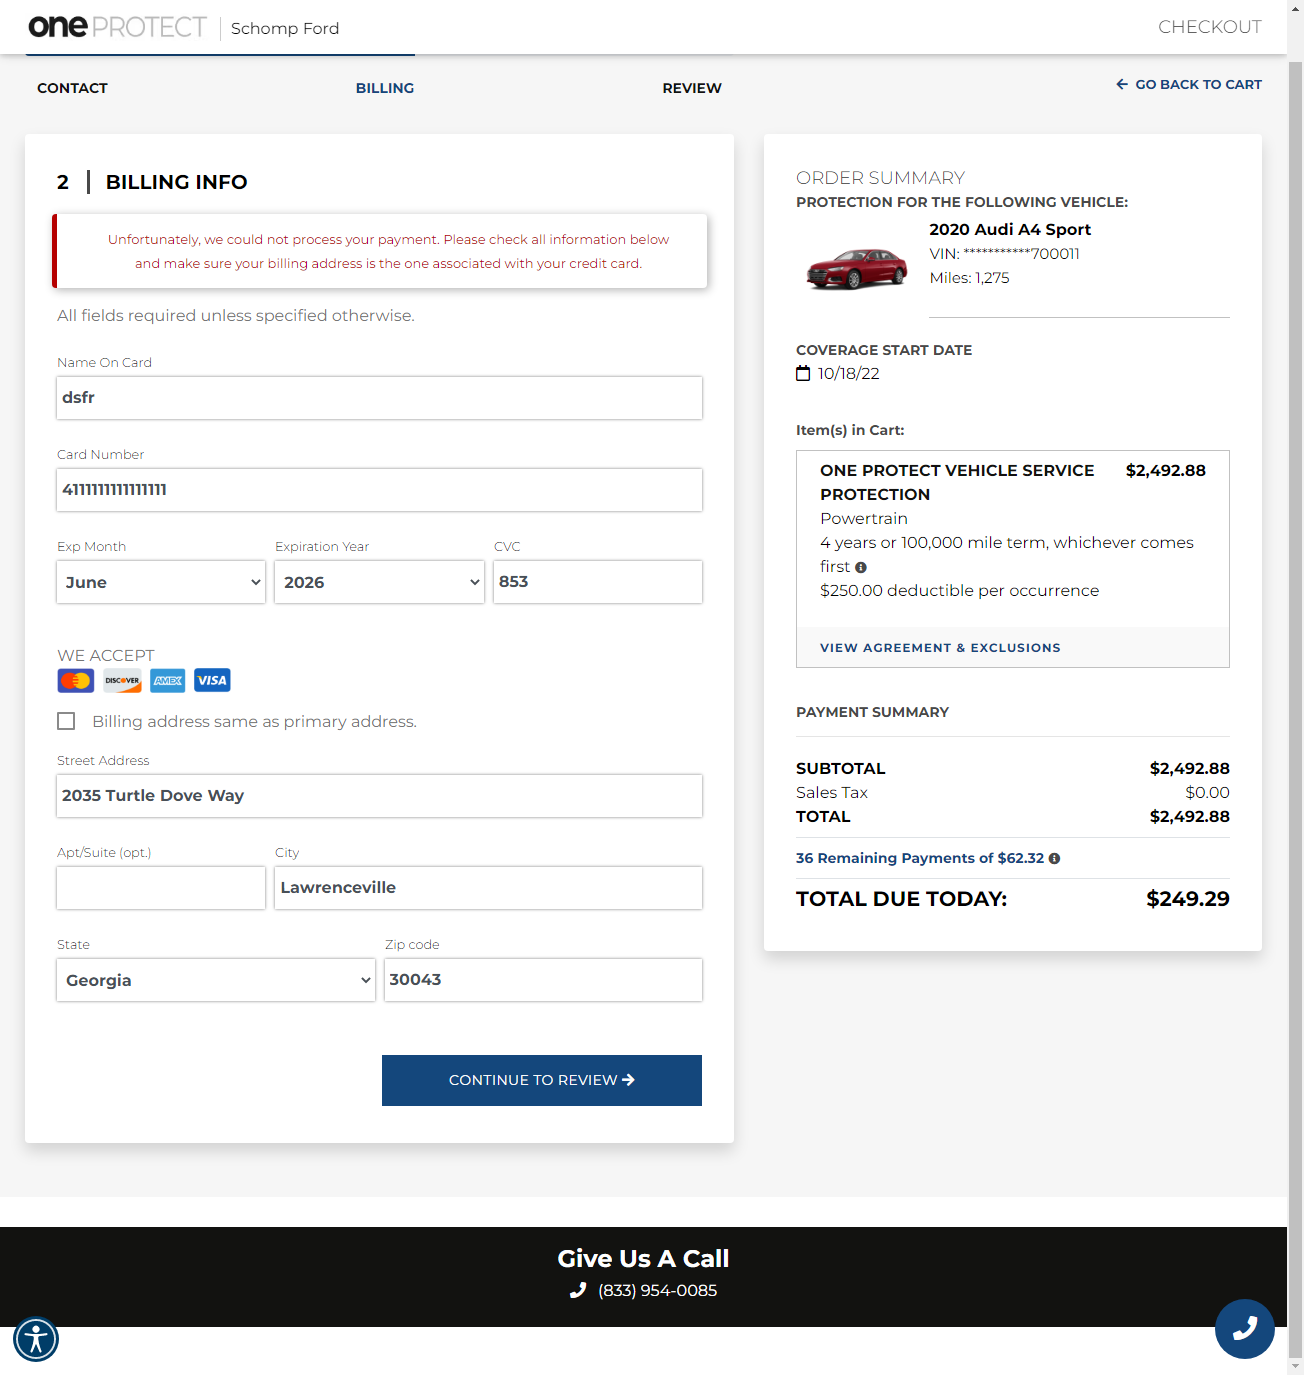 one PROTECT Schomp Ford
CHECKOUT
CONTACT
BILLING
REVIEW
GO BACK TO CART
2 | BILLING INFO
Unfortunately, we could not process your payment. Please check all information below
and make sure your billing address is the one associated with your credit card.
All fields required unless specified otherwise.
Name On Card
dsfr
Card Number
4111111111111111
Exp Month
Expiration Year
CVC
June
2026
853
WE ACCEPT
DISCOVER
AMEX
VISA
Billing address same as primary address.
Street Address
2035 Turtle Dove Way
Apt/Suite (opt.)
City
Lawrenceville
State
Zip code
Georgia
30043
CONTINUE TO REVIEW
ORDER SUMMARY
PROTECTION FOR THE FOLLOWING VEHICLE:
2020 Audi A4 Sport
VIN: ***********700011
Miles: 1,275
COVERAGE START DATE
10/18/22
Item(s) in Cart:
ONE PROTECT VEHICLE SERVICE $2,492.88
PROTECTION
Powertrain
4 years or 100,000 mile term, whichever comes
first
$250.00 deductible per occurrence
VIEW AGREEMENT & EXCLUSIONS
PAYMENT SUMMARY
SUBTOTAL $2,492.88
Sales Tax $0.00
TOTAL $2,492.88
36 Remaining Payments of $62.32
TOTAL DUE TODAY: $249.29
Give Us A Call
(833) 954-0085